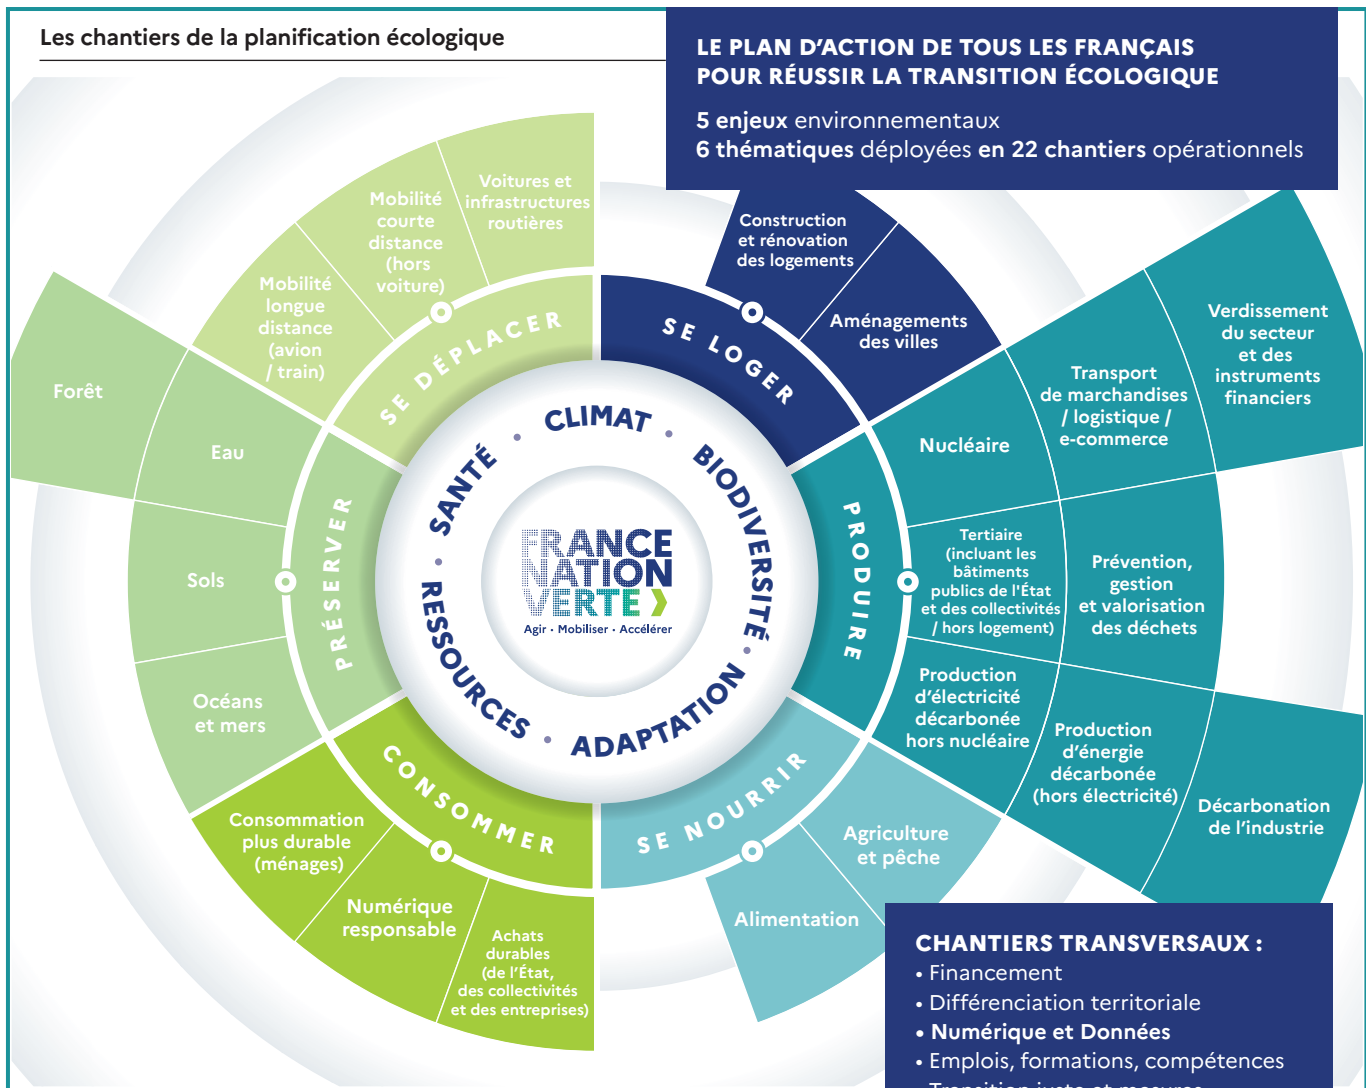 Les chantiers de la planification écologique
LE PLAN D'ACTION DE TOUS LES FRANÇAIS
POUR RÉUSSIR LA TRANSITION ÉCOLOGIQUE
5 enjeux environnementaux
6 thématiques déployées en 22 chantiers opérationnels
SE DÉPLACER
Mobilité
longue
distance
(avion
/ train)
Mobilité
courte
distance
(hors
voiture)
Voitures et
infrastructures
routières
SE LOGER
Construction
et rénovation
des logements
Aménagements
des villes
PRODUIRE
Nucléaire
Transport
de marchandises
/ logistique /
e-commerce
Verdissement
du secteur
et des
instruments
financiers
Tertiaire
(incluant les
bâtiments
publics de l'État
et des collectivités
/ hors logement)
Prévention,
gestion
et valorisation
des déchets
Production
d'électricité
décarbonée
hors nucléaire
Production
d'énergie
décarbonée
(hors électricité)
Décarbonation
de l'industrie
SE NOURRIR
Agriculture
et pêche
Alimentation
CONSOMMER
Consommation
plus durable
(ménages)
Numérique
responsable
Achats
durables
(de l'État,
des collectivités
et des entreprises)
PRÉSERVER
Forêt
Eau
Sols
Océans
et mers
SANTÉ • CLIMAT • BIODIVERSITÉ • ADAPTATION • RESSOURCES •
FRANCE
NATION
VERTE
Agir • Mobiliser • Accélérer
CHANTIERS TRANSVERSAUX :
• Financement
• Différenciation territoriale
• Numérique et Données
• Emplois, formations, compétences
• Transition juste et mesures